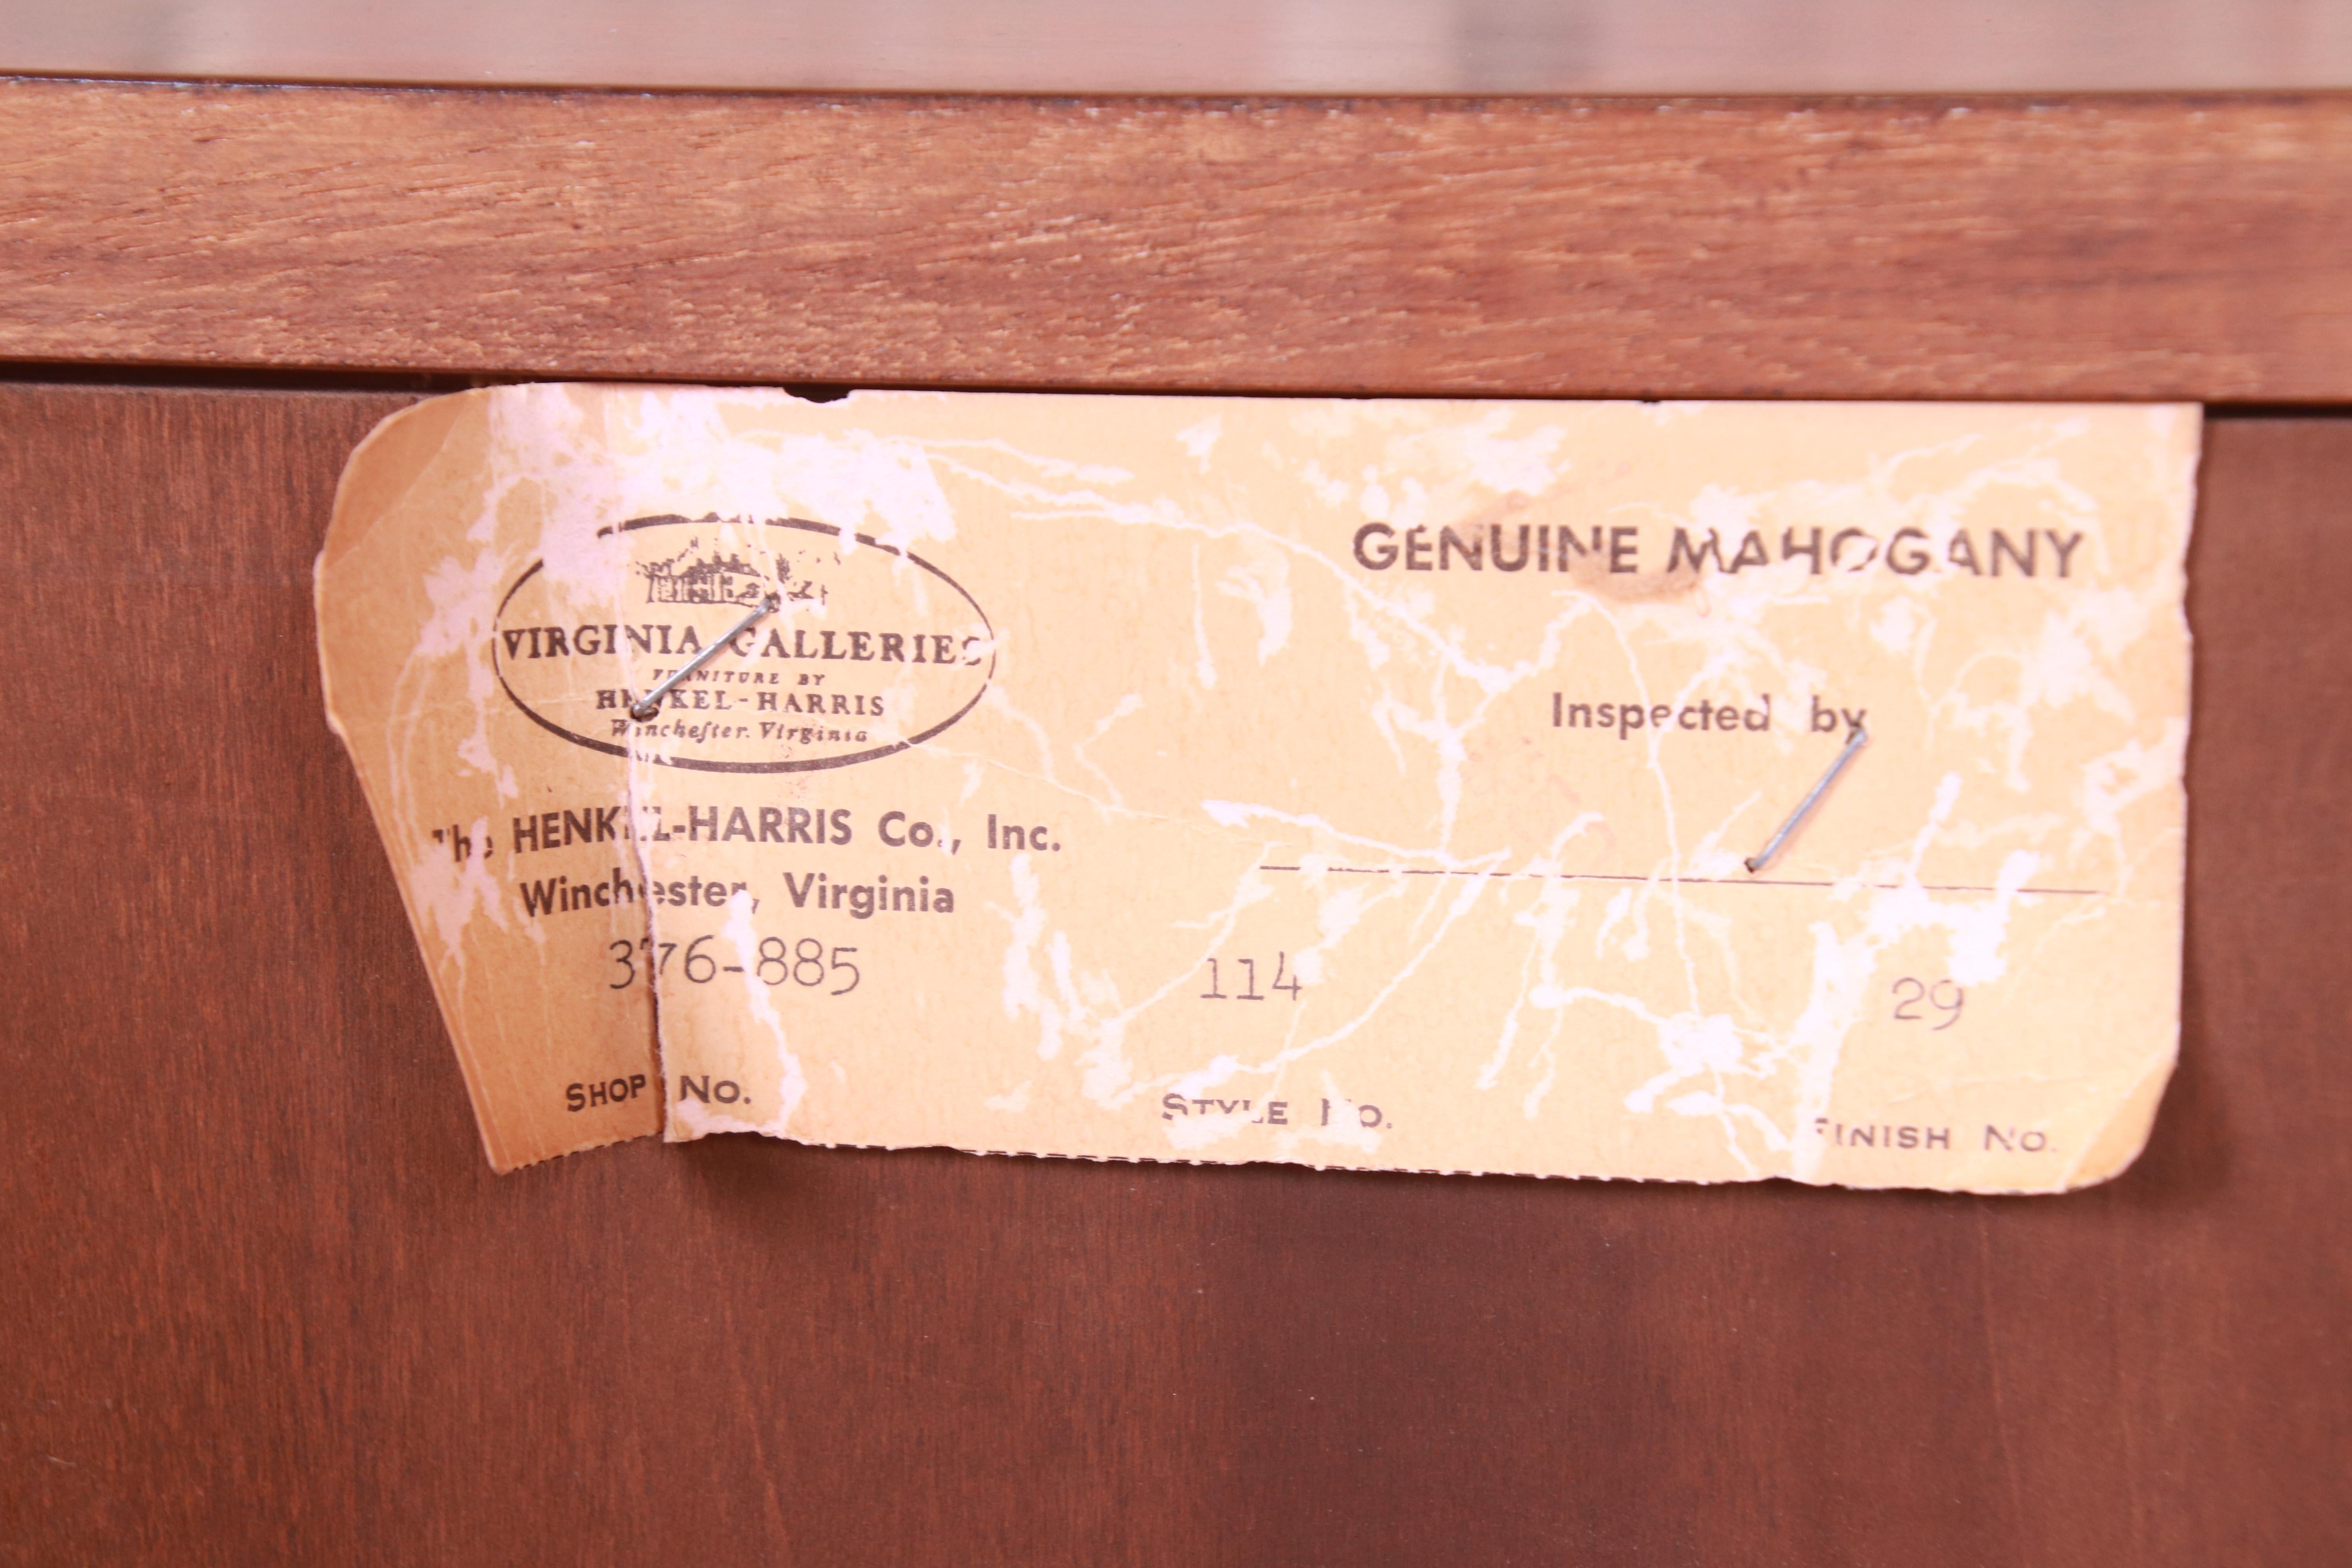 VIRGINIA GALLERIES
FURNITURE BY
HENKEL-HARRIS
Winchester, Virginia
GENUINE MAHOGANY
Inspected by
The HENKEL-HARRIS Co., Inc.
Winchester, Virginia
376-885 114 29
SHOP No. STYLE No. FINISH No.